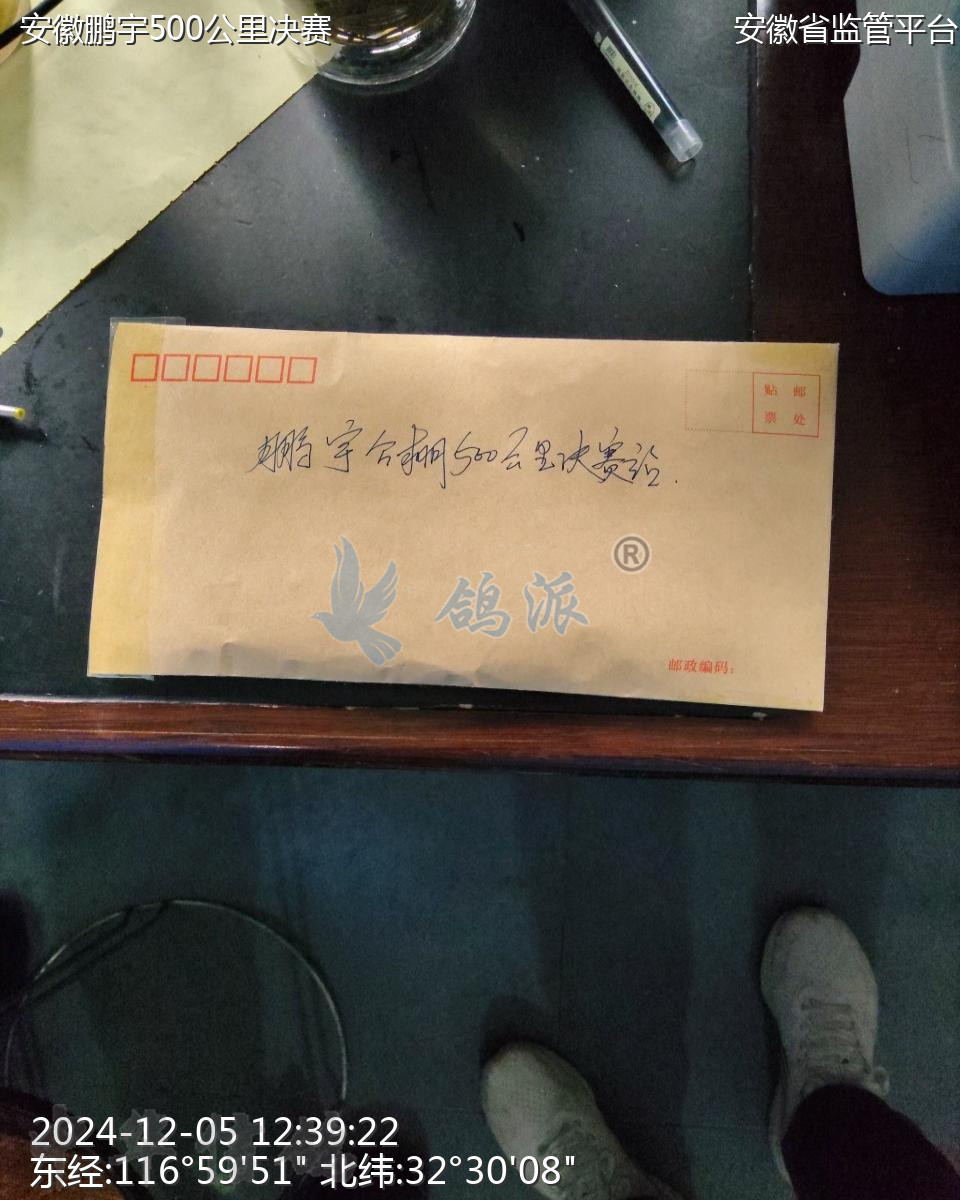 安徽鹏宇500公里决赛
安徽省监管平台
贴 邮
票 处
鹏宇合棚500公里决赛站.
鸽派®
邮政编码:
2024-12-05 12:39:22
东经:116°59'51" 北纬:32°30'08"